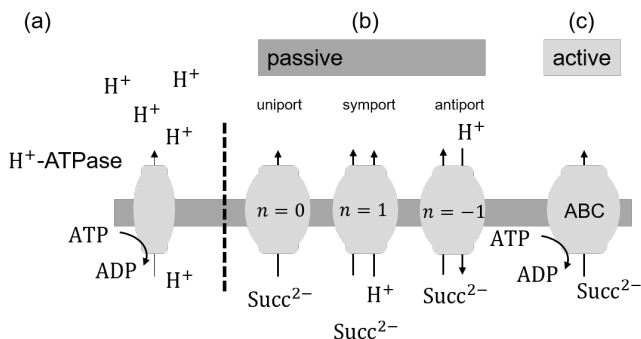 (a)
(b)
(c)
passive
active
H⁺
H⁺
H⁺
H⁺
uniport
symport
antiport
H⁺
H⁺-ATPase
n = 0
n = 1
n = −1
ABC
ATP
ADP
H⁺
Succ²⁻
H⁺
Succ²⁻
Succ²⁻
ATP
ADP
Succ²⁻